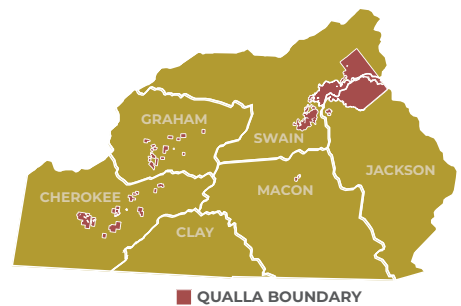 GRAHAM
SWAIN
JACKSON
CHEROKEE
MACON
CLAY
QUALLA BOUNDARY